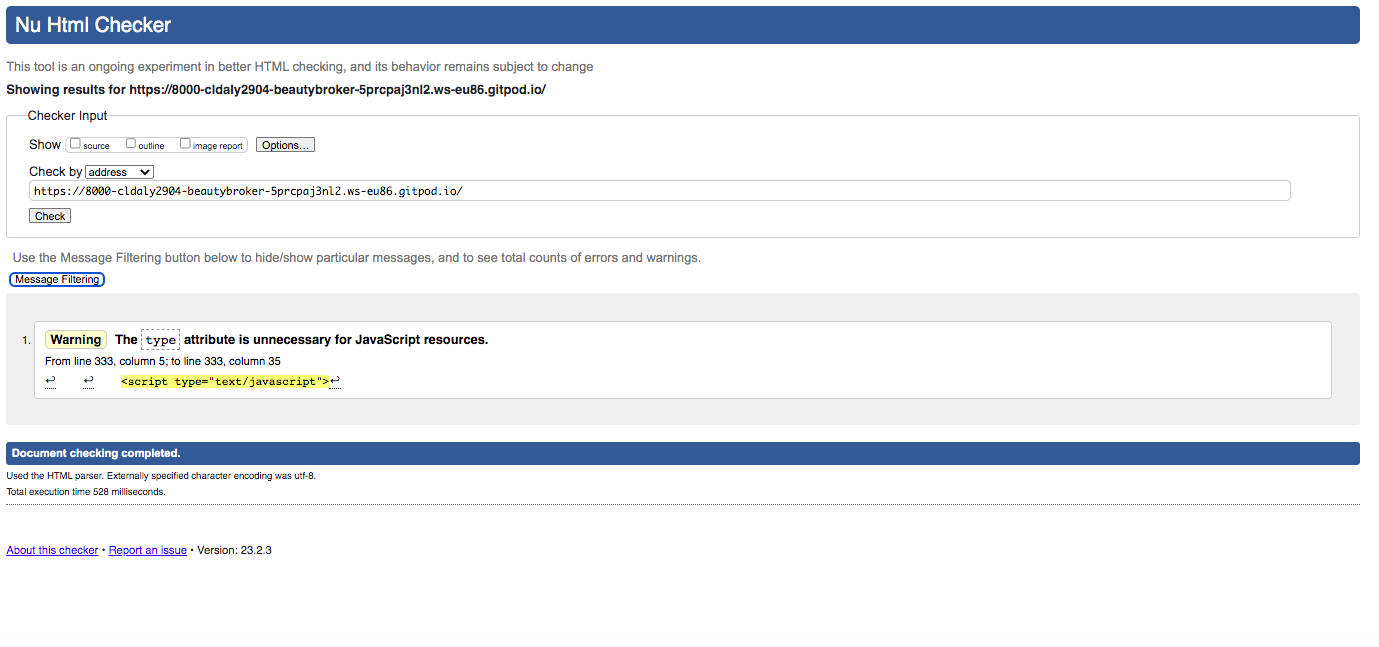 Nu Html Checker
This tool is an ongoing experiment in better HTML checking, and its behavior remains subject to change
Showing results for https://8000-cldaly2904-beautybroker-5prcpaj3nl2.ws-eu86.gitpod.io/
Checker Input
Show source outline image report Options...
Check by address
https://8000-cldaly2904-beautybroker-5prcpaj3nl2.ws-eu86.gitpod.io/
Check
Use the Message Filtering button below to hide/show particular messages, and to see total counts of errors and warnings.
Message Filtering
1. Warning The type attribute is unnecessary for JavaScript resources.
From line 333, column 5; to line 333, column 35
↩ ↩ <script type="text/javascript">↩
Document checking completed.
Used the HTML parser. Externally specified character encoding was utf-8.
Total execution time 528 milliseconds.
About this checker • Report an issue • Version: 23.2.3